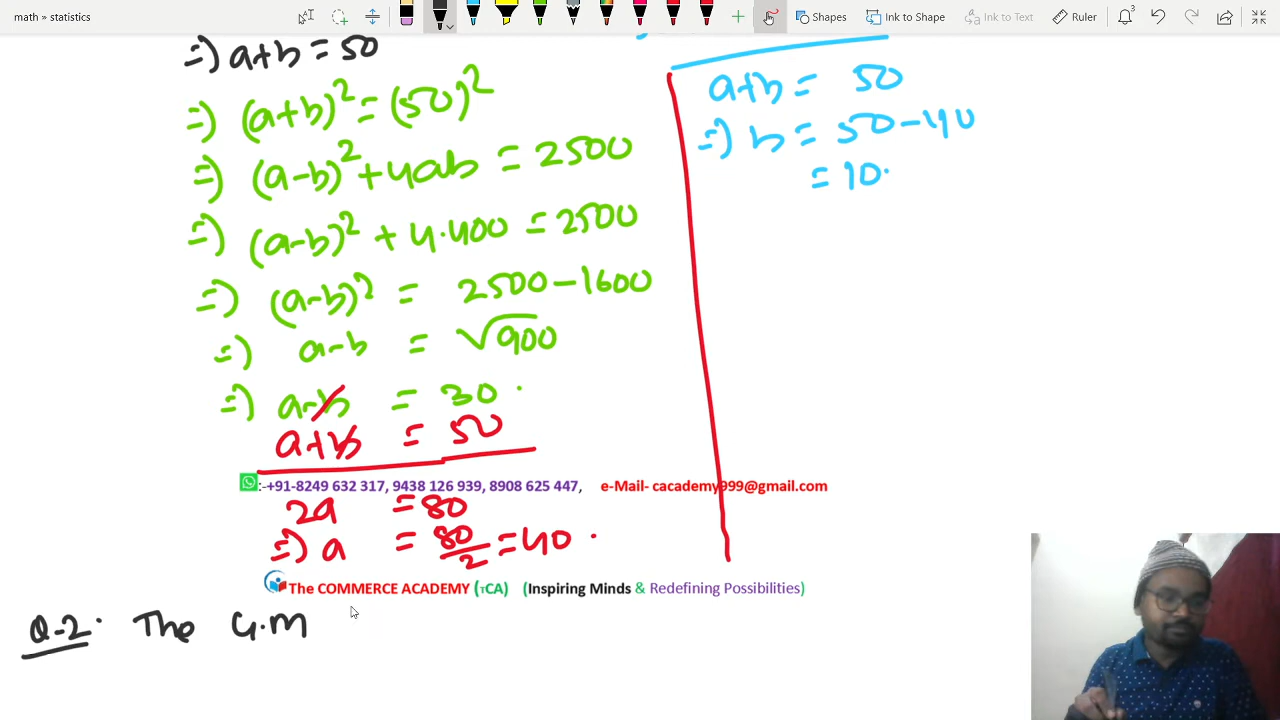 math » statistics
Shapes
Ink to Shape
Ink to Text
Ruler
3
=) a+b = 50
=) (a+b)² = (50)²
=) (a-b)² + 4ab = 2500
=) (a-b)² + 4.400 = 2500
=) (a-b)² = 2500 - 1600
=) a-b = √900
=) a-b = 30 .
a+b = 50
:-+91-8249 632 317, 9438 126 939, 8908 625 447, e-Mail- cacademy999@gmail.com
2a = 80
=) a = 80/2 = 40 .
The COMMERCE ACADEMY (TCA) (Inspiring Minds & Redefining Possibilities)
Q-2. The G.M
a+b = 50
=) b = 50-40
= 10.